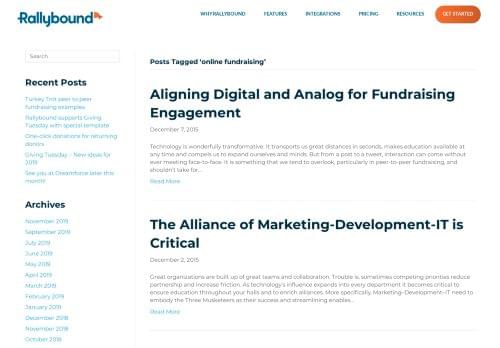 Rallybound
WHY RALLYBOUND
FEATURES
INTEGRATIONS
PRICING
RESOURCES
GET STARTED
Search
Recent Posts
Turkey Trot peer to peer
fundraising examples
Rallybound supports Giving
Tuesday with special template
One-click donations for returning
donors
Giving Tuesday – New ideas for
2019
See you at Dreamforce later this
month!
Archives
November 2019
September 2019
July 2019
June 2019
May 2019
April 2019
March 2019
February 2019
January 2019
December 2018
November 2018
October 2018
Posts Tagged ‘online fundraising’
Aligning Digital and Analog for Fundraising
Engagement
December 7, 2015
Technology is wonderfully transformative. It transports us great distances in seconds, makes education available at
any time and compels us to expand ourselves and minds. But from a post to a tweet, interaction can come without
ever meeting face-to-face. It is something that we tend to overlook, particularly in peer-to-peer fundraising, and
shouldn’t take for...
Read More
The Alliance of Marketing-Development-IT is
Critical
December 2, 2015
Great organizations are built up of great teams and collaboration. Trouble is, sometimes competing priorities reduce
partnership and increase friction. As technology’s influence expands into every department it becomes critical to
ensure education throughout your halls and to enrich alliances. More specifically, Marketing–Development–IT need to
embody the Three Musketeers as their success and streamlining enables...
Read More